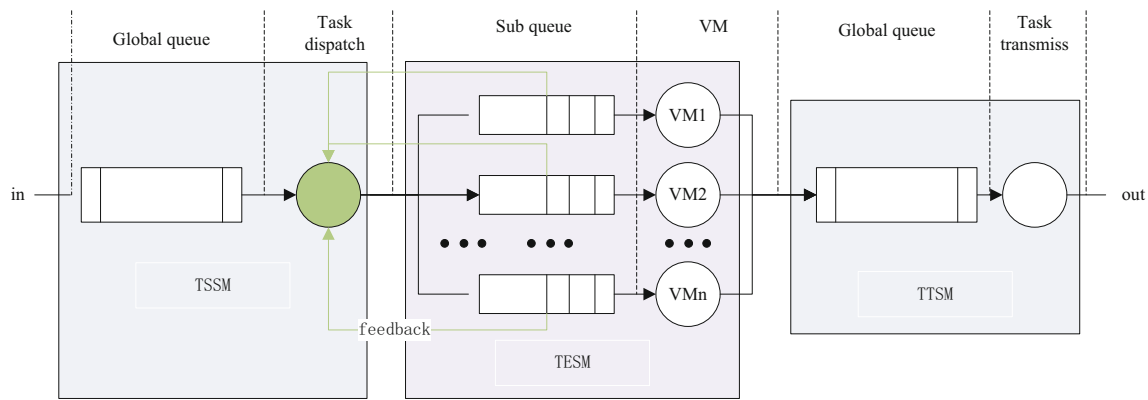 Global queue
Task
dispatch
Sub queue
VM
Global queue
Task
transmiss
in
VM1
VM2
VMn
out
TSSM
feedback
TESM
TTSM